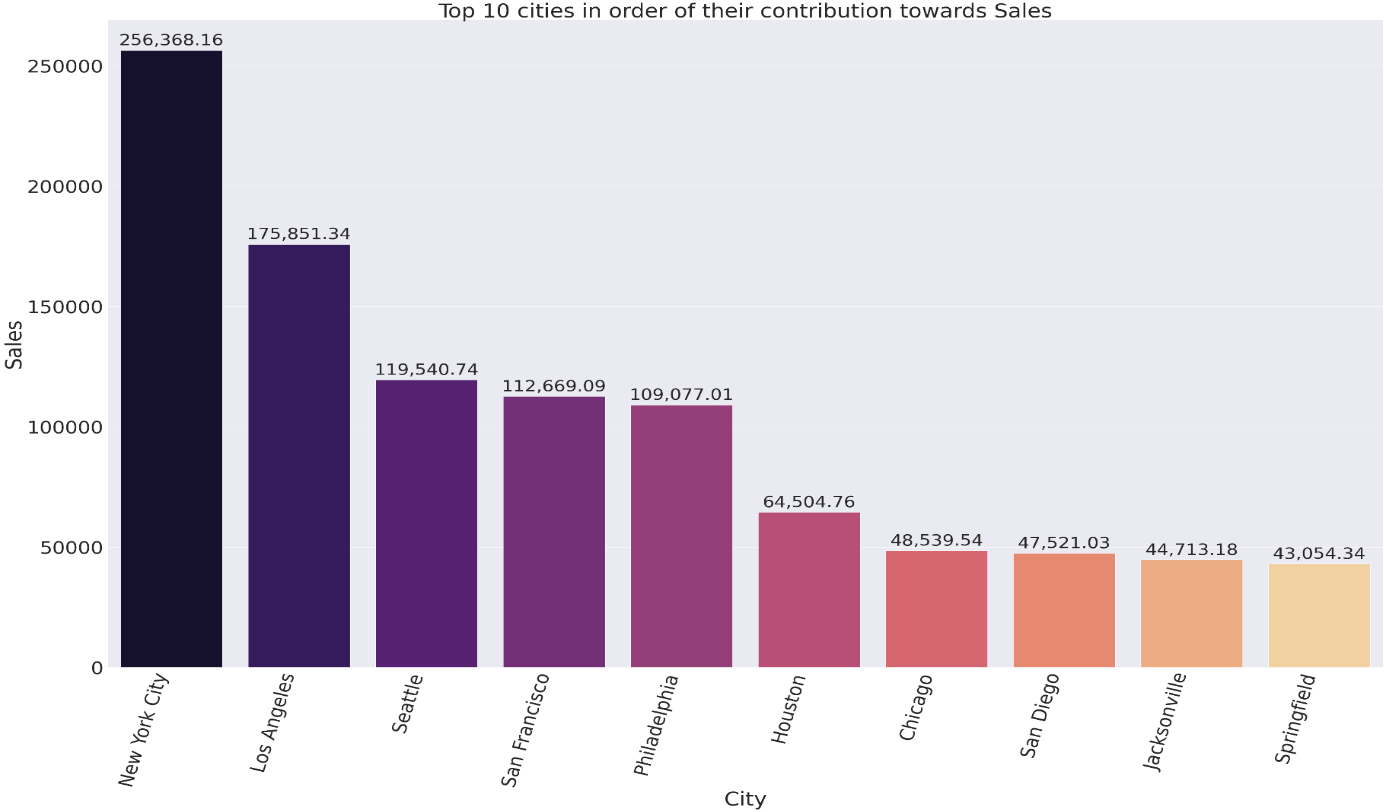 Top 10 cities in order of their contribution towards Sales
256,368.16
175,851.34
119,540.74
112,669.09
109,077.01
64,504.76
48,539.54
47,521.03
44,713.18
43,054.34
250000
200000
150000
100000
50000
0
Sales
New York City
Los Angeles
Seattle
San Francisco
Philadelphia
Houston
Chicago
San Diego
Jacksonville
Springfield
City